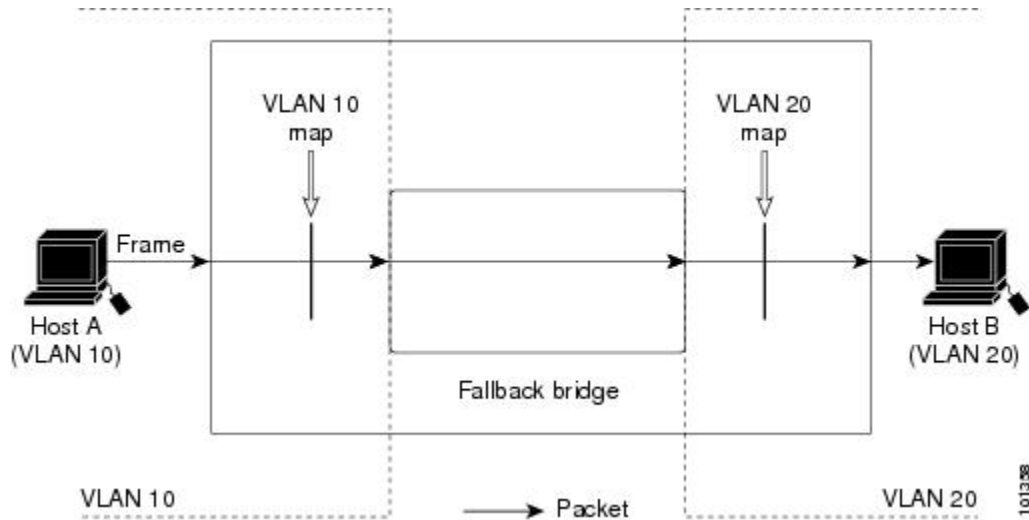 VLAN 10
map
VLAN 20
map
Frame
Host A
(VLAN 10)
Host B
(VLAN 20)
Fallback bridge
VLAN 10
Packet
VLAN 20
101358